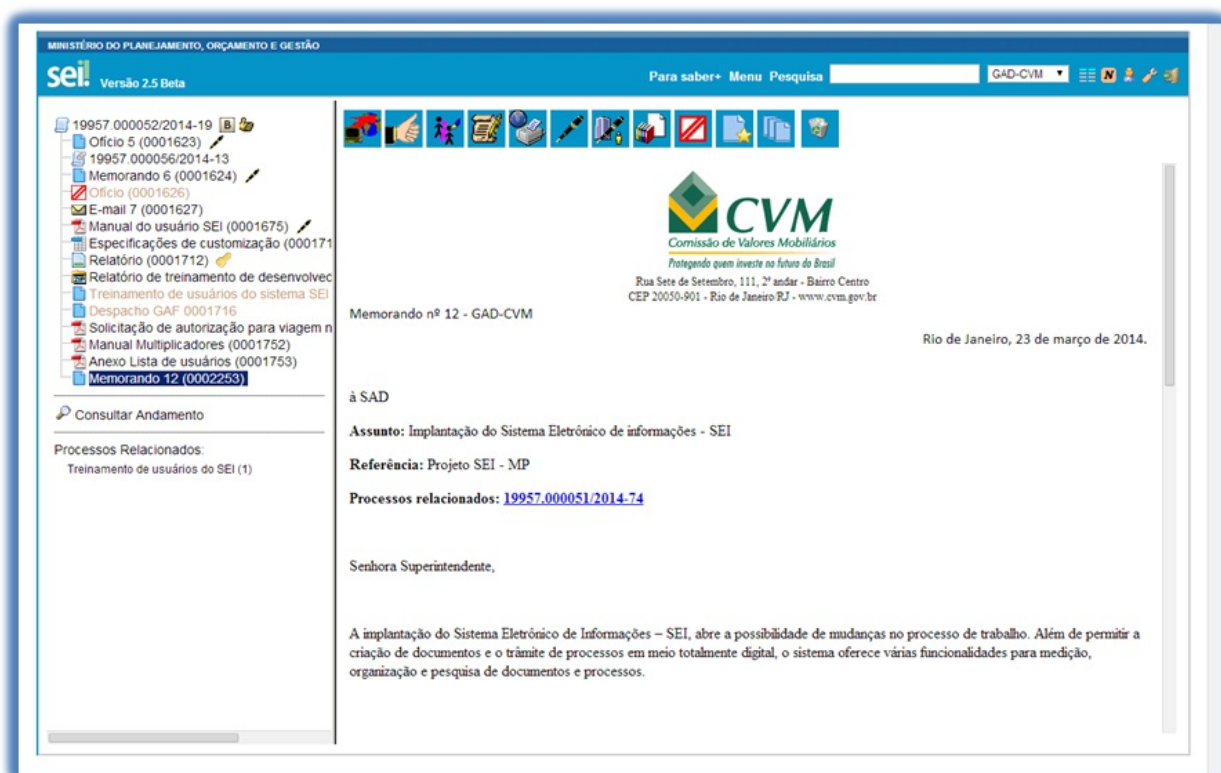 MINISTÉRIO DO PLANEJAMENTO, ORÇAMENTO E GESTÃO
sei! Versão 2.5 Beta
Para saber+ Menu Pesquisa
GAD-CVM
N
19957.000052/2014-19 B
Ofício 5 (0001623)
19957.000056/2014-13
Memorando 6 (0001624)
Ofício (0001626)
E-mail 7 (0001627)
Manual do usuário SEI (0001675)
Especificações de customização (000171
Relatório (0001712)
Relatório de treinamento de desenvolvec
Treinamento de usuários do sistema SEI
Despacho GAF 0001716
Solicitação de autorização para viagem n
Manual Multiplicadores (0001752)
Anexo Lista de usuários (0001753)
Memorando 12 (0002253)
Consultar Andamento
Processos Relacionados:
Treinamento de usuários do SEI (1)
CVM
Comissão de Valores Mobiliários
Protegendo quem investe no futuro do Brasil
Rua Sete de Setembro, 111, 2º andar - Bairro Centro
CEP 20050-901 - Rio de Janeiro/RJ - www.cvm.gov.br
Memorando nº 12 - GAD-CVM
Rio de Janeiro, 23 de março de 2014.
à SAD
Assunto: Implantação do Sistema Eletrônico de informações - SEI
Referência: Projeto SEI - MP
Processos relacionados: 19957.000051/2014-74
Senhora Superintendente,
A implantação do Sistema Eletrônico de Informações – SEI, abre a possibilidade de mudanças no processo de trabalho. Além de permitir a
criação de documentos e o trâmite de processos em meio totalmente digital, o sistema oferece várias funcionalidades para medição,
organização e pesquisa de documentos e processos.